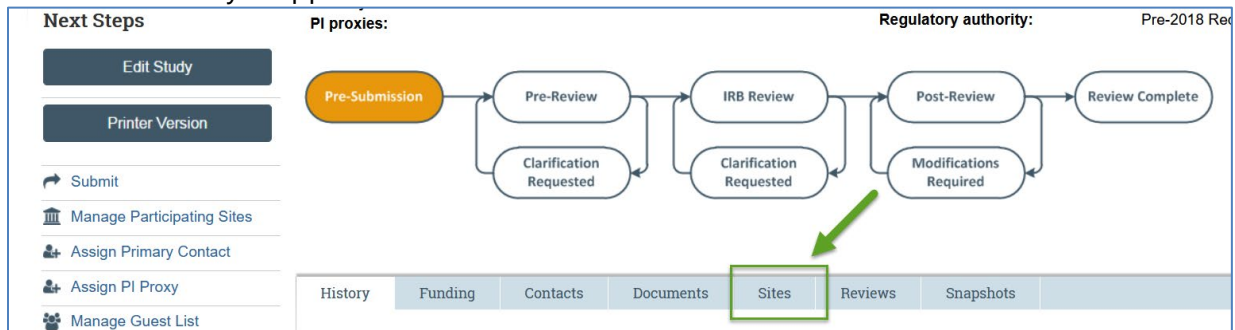 Next Steps
PI proxies:
Regulatory authority:
Edit Study
Printer Version
Submit
Manage Participating Sites
Assign Primary Contact
Assign PI Proxy
Manage Guest List
Pre-Submission
Pre-Review
IRB Review
Post-Review
Review Complete
Clarification
Requested
Clarification
Requested
Modifications
Required
History
Funding
Contacts
Documents
Sites
Reviews
Snapshots
Pre-2018